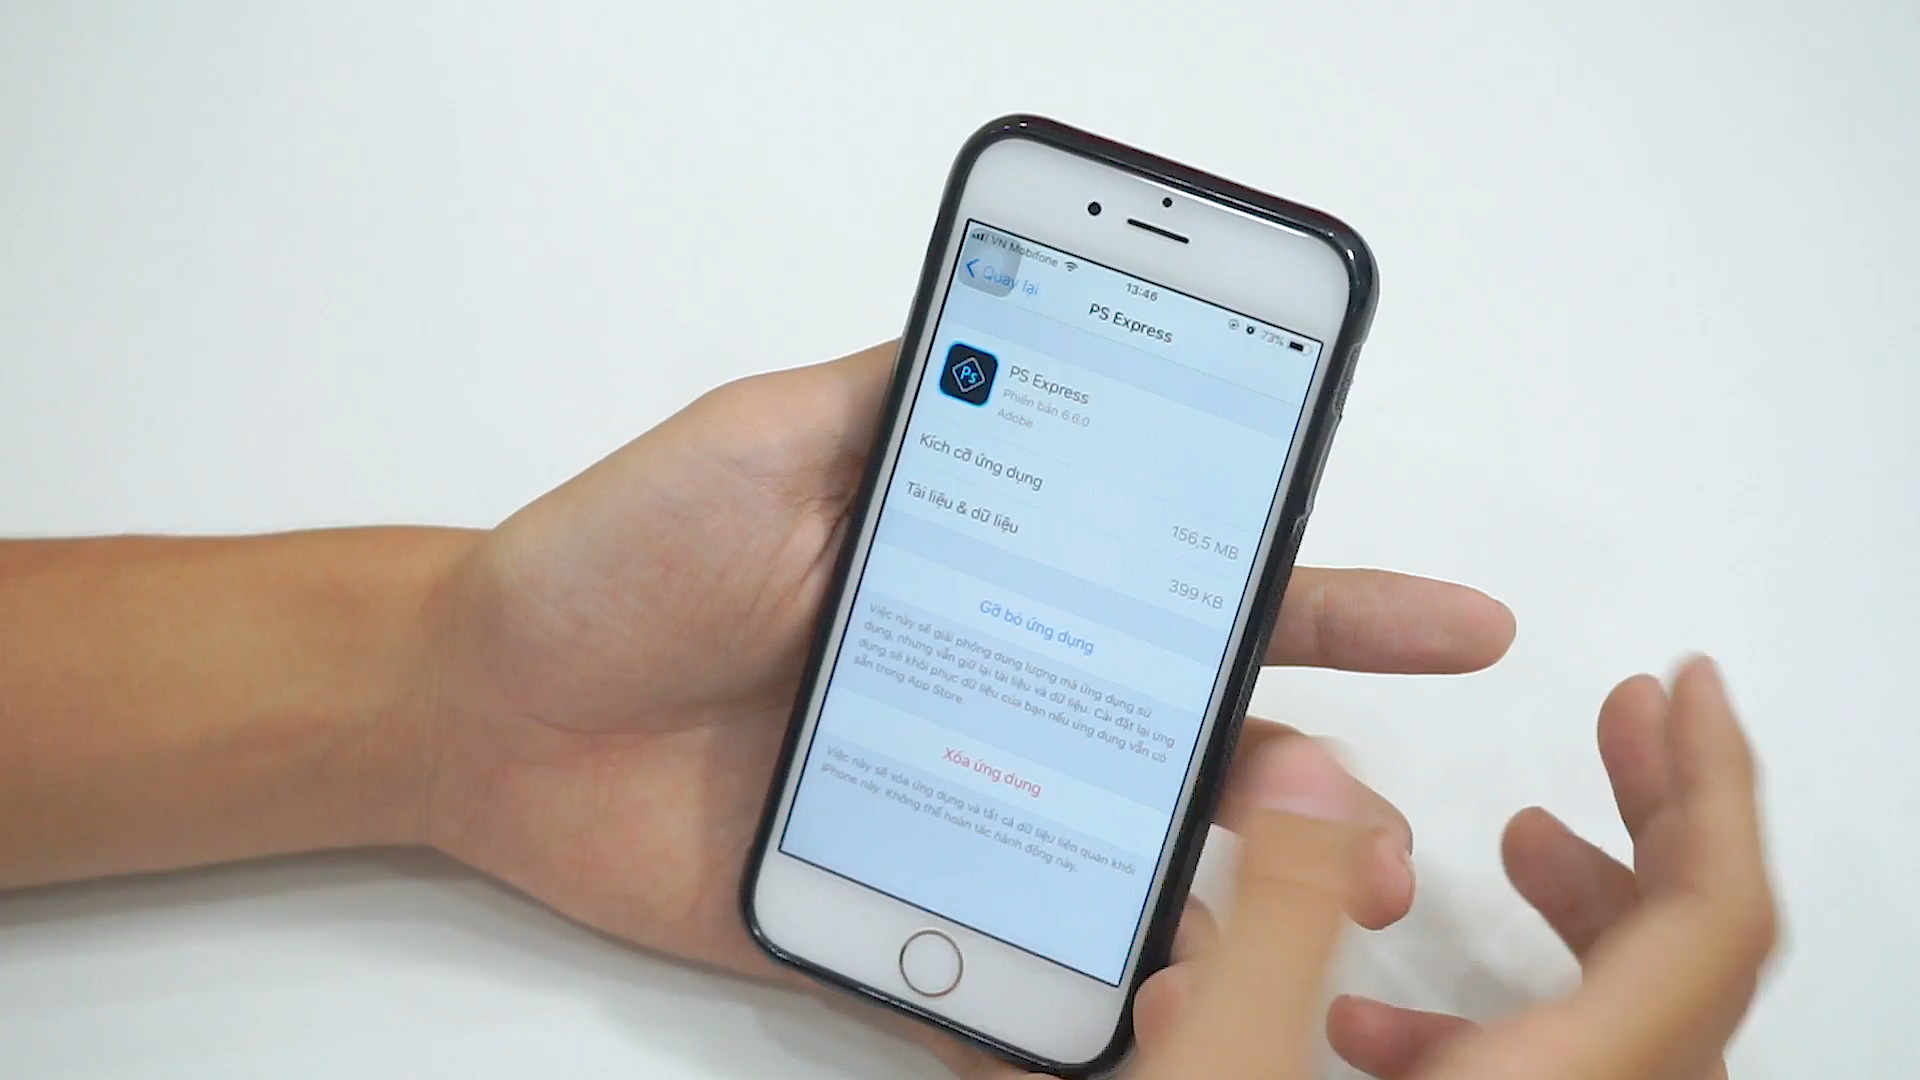 VN Mobifone
13:46
73%
Quay lại
PS Express
Ps
PS Express
Phiên bản 6.6.0
Adobe
Kích cỡ ứng dụng
156,5 MB
Tài liệu & dữ liệu
399 KB
Gỡ bỏ ứng dụng
Việc này sẽ giải phóng dung lượng mà ứng dụng sử
dụng, nhưng vẫn giữ lại tài liệu và dữ liệu. Cài đặt lại ứng
dụng sẽ khôi phục dữ liệu của bạn nếu ứng dụng vẫn có
sẵn trong App Store.
Xóa ứng dụng
Việc này sẽ xóa ứng dụng và tất cả dữ liệu liên quan khỏi
iPhone này. Không thể hoàn tác hành động này.